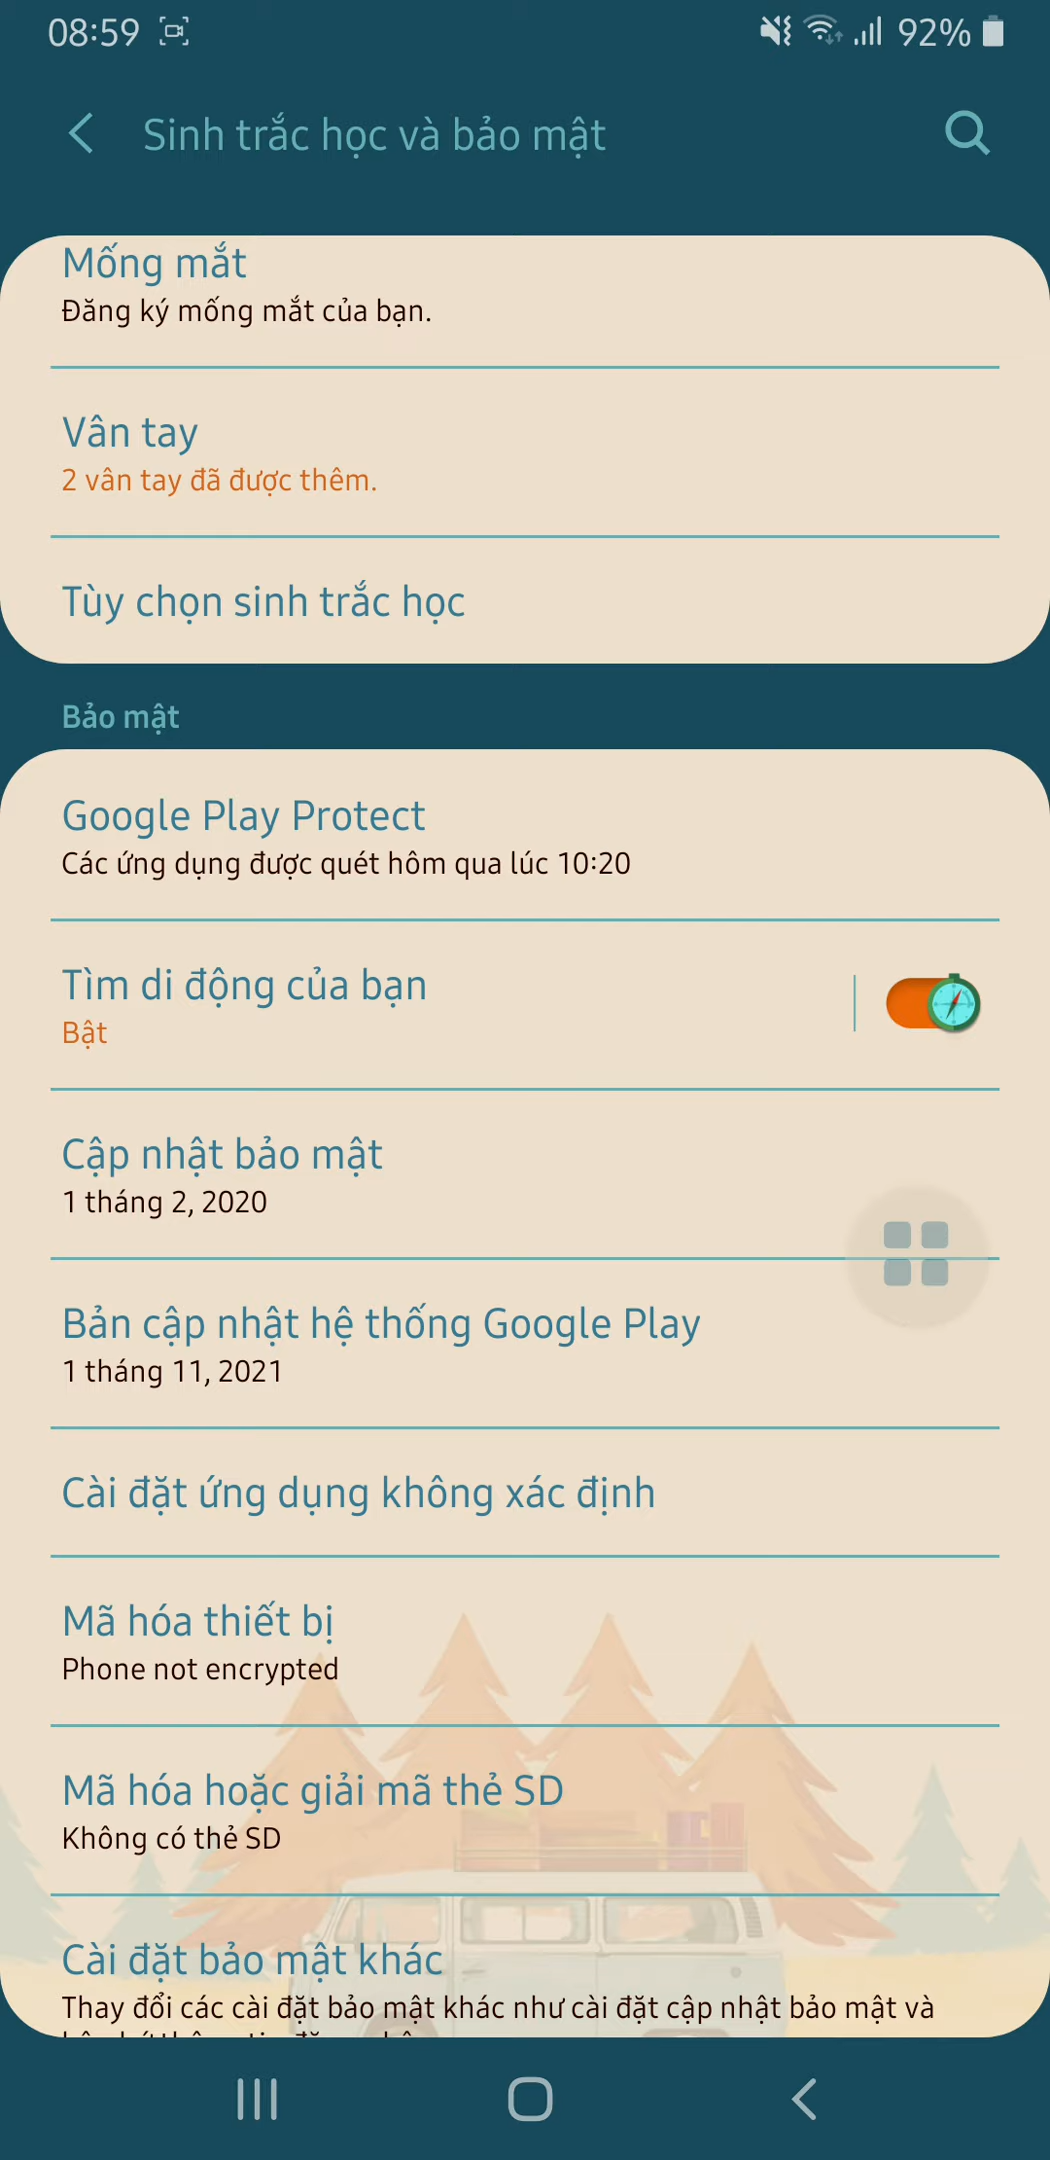 08:59
92%
Sinh trắc học và bảo mật
Mống mắt
Đăng ký mống mắt của bạn.
Vân tay
2 vân tay đã được thêm.
Tùy chọn sinh trắc học
Bảo mật
Google Play Protect
Các ứng dụng được quét hôm qua lúc 10:20
Tìm di động của bạn
Bật
Cập nhật bảo mật
1 tháng 2, 2020
Bản cập nhật hệ thống Google Play
1 tháng 11, 2021
Cài đặt ứng dụng không xác định
Mã hóa thiết bị
Phone not encrypted
Mã hóa hoặc giải mã thẻ SD
Không có thẻ SD
Cài đặt bảo mật khác
Thay đổi các cài đặt bảo mật khác như cài đặt cập nhật bảo mật và